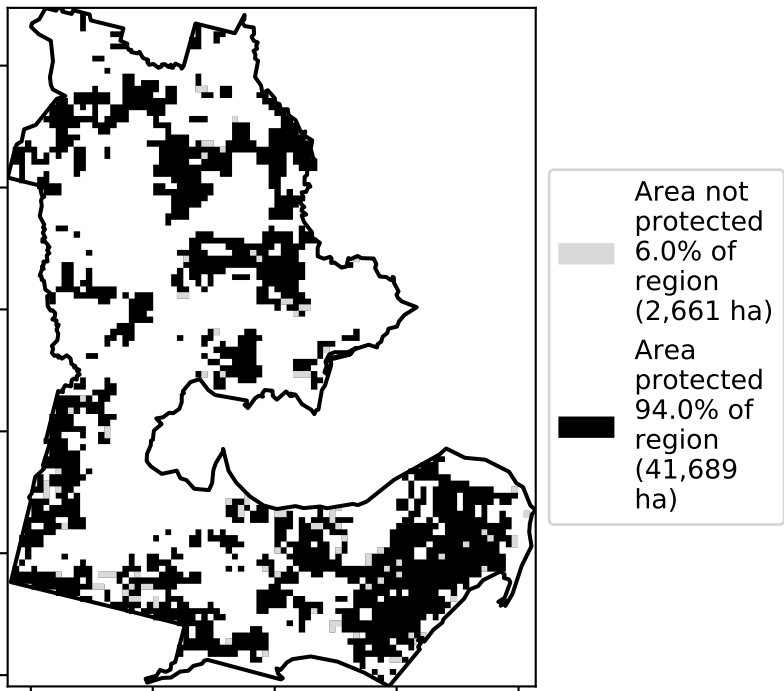 Area not
protected
6.0% of
region
(2,661 ha)
Area
protected
94.0% of
region
(41,689
ha)